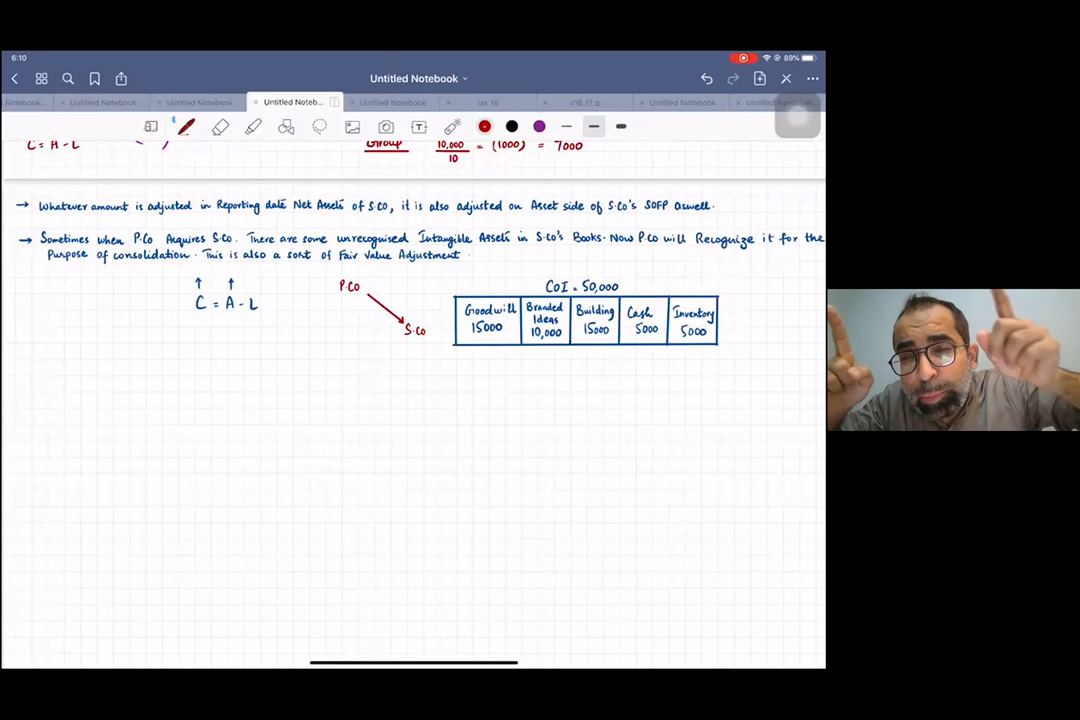 6:10
89%
Untitled Notebook
Notebook... Untitled Notebook Untitled Notebook Untitled Noteb... Untitled Notebook ias 16 s18_f7_q Untitled Notebook Untitled Notebo
C = A - L
Group 10,000 = (1000) = 7000
10
→ Whatever amount is adjusted in Reporting date Net Assets of S.CO, it is also adjusted on Asset side of S.Co's SOFP aswell.
→ Sometimes when P.Co Acquires S.Co. There are some unrecognised Intangible Assets in S.Co's Books. Now P.Co will Recognize it for the
Purpose of consolidation. This is also a sort of Fair Value Adjustment.
↑ ↑
C = A - L
P.Co
S.Co
CoI = 50,000
Goodwill 15000
Branded Ideas 10,000
Building 15000
Cash 5000
Inventory 5000